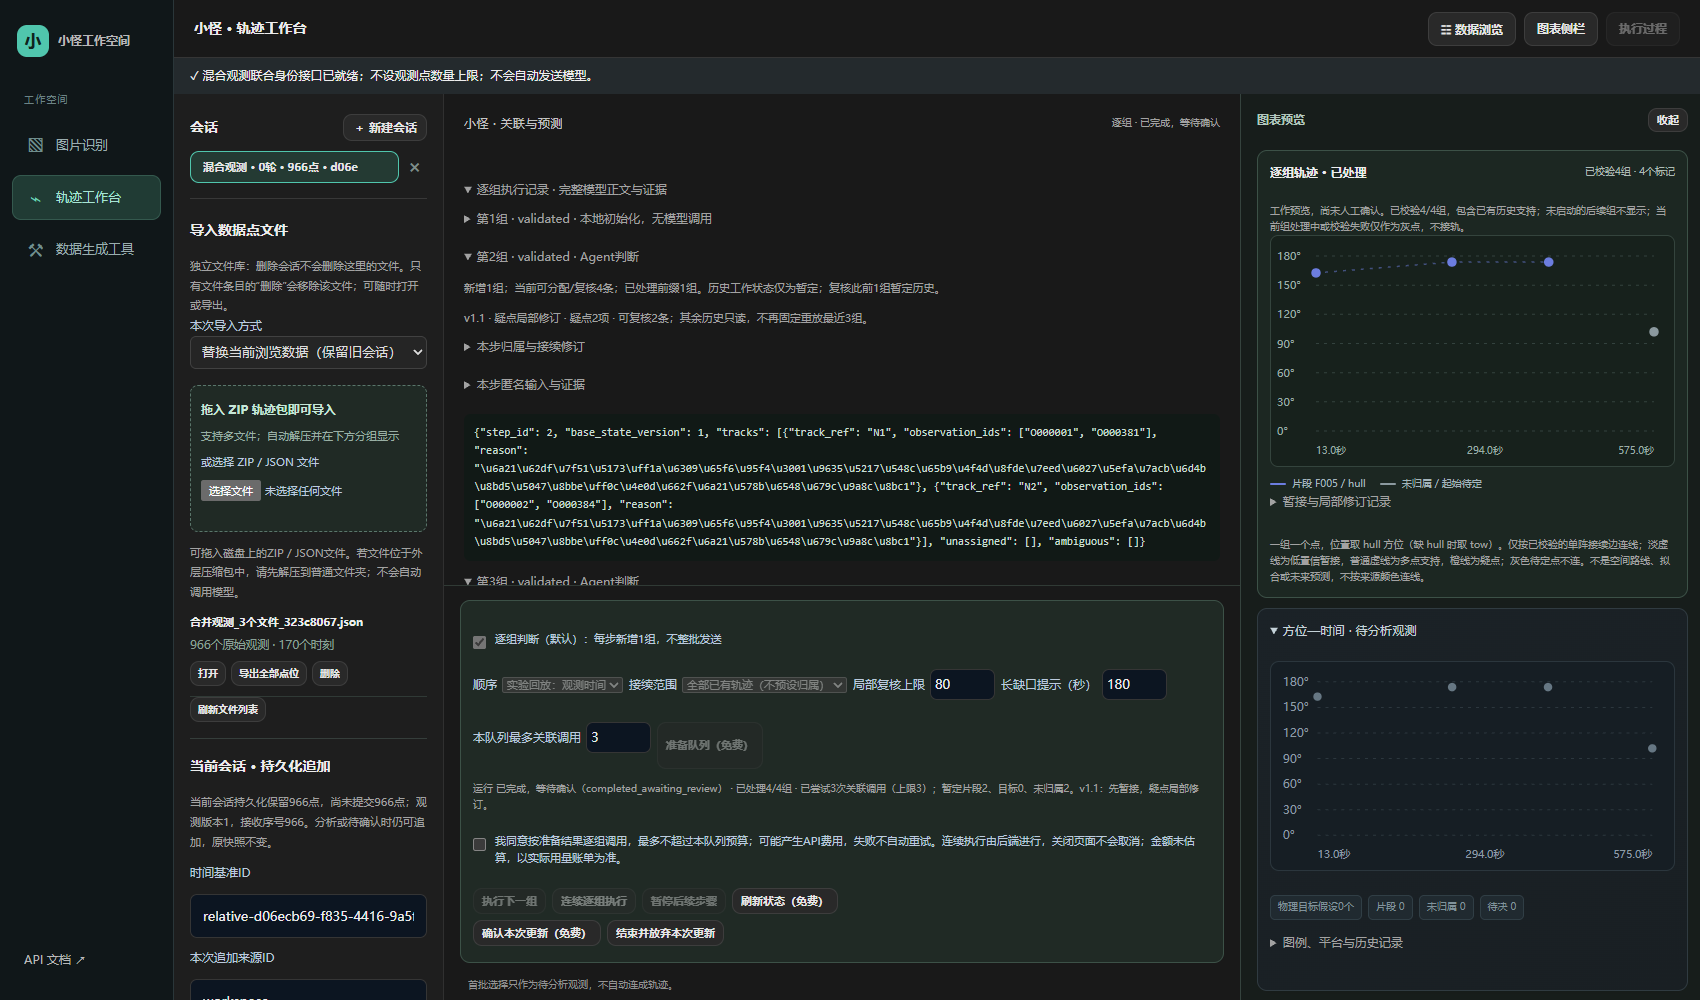 小
小怪工作空间
工作空间
图片识别
轨迹工作台
数据生成工具
API 文档 ↗
小怪 • 轨迹工作台
☷ 数据浏览
图表侧栏
执行过程
✓ 混合观测联合身份接口已就绪；不设观测点数量上限；不会自动发送模型。
会话
+ 新建会话
混合观测 • 0轮 • 966点 • d06e
×
导入数据点文件
独立文件库：删除会话不会删除这里的文件。只
有文件条目的“删除”会移除该文件；可随时打开
或导出。
本次导入方式
替换当前浏览数据（保留旧会话）
拖入 ZIP 轨迹包即可导入
支持多文件；自动解压并在下方分组显示
或选择 ZIP / JSON 文件
选择文件 未选择任何文件
可拖入磁盘上的ZIP / JSON文件。若文件位于外
层压缩包中，请先解压到普通文件夹；不会自动
调用模型。
合并观测_3个文件_323c8067.json
966个原始观测 · 170个时刻
打开
导出全部点位
删除
刷新文件列表
当前会话 • 持久化追加
当前会话持久化保留966点，尚未提交966点；观
测版本1，接收序号966。分析或待确认时仍可追
加，原快照不变。
时间基准ID
relative-d06ecb69-f835-4416-9a5f
本次追加来源ID
小怪 · 关联与预测
逐组 · 已完成，等待确认
▼ 逐组执行记录 · 完整模型正文与证据
▶ 第1组 · validated · 本地初始化，无模型调用
▼ 第2组 · validated · Agent判断
新增1组；当前可分配/复核4条；已处理前缀1组。历史工作状态仅为暂定；复核此前1组暂定历史。
v1.1 · 疑点局部修订 · 疑点2项 · 可复核2条；其余历史只读，不再固定重放最近3组。
▶ 本步归属与接续修订
▶ 本步匿名输入与证据
{"step_id": 2, "base_state_version": 1, "tracks": [{"track_ref": "N1", "observation_ids": ["O000001", "O000381"],
"reason":
"\u6a21\u62df\u7f51\u5173\uff1a\u6309\u65f6\u95f4\u3001\u9635\u5217\u548c\u65b9\u4f4d\u8fde\u7eed\u6027\u5efa\u7acb\u6d4b
\u8bd5\u5047\u8bbe\uff0c\u4e0d\u662f\u6a21\u578b\u6548\u679c\u9a8c\u8bc1"}, {"track_ref": "N2", "observation_ids":
["O000002", "O000384"], "reason":
"\u6a21\u62df\u7f51\u5173\uff1a\u6309\u65f6\u95f4\u3001\u9635\u5217\u548c\u65b9\u4f4d\u8fde\u7eed\u6027\u5efa\u7acb\u6d4b
\u8bd5\u5047\u8bbe\uff0c\u4e0d\u662f\u6a21\u578b\u6548\u679c\u9a8c\u8bc1"}], "unassigned": [], "ambiguous": []}
▼ 第3组 · validated · Agent判断
逐组判断（默认）：每步新增1组，不整批发送
顺序 实验回放：观测时间 接续范围 全部已有轨迹（不预设归属） 局部复核上限 80 长缺口提示（秒） 180
本队列最多关联调用 3 准备队列（免费）
运行 已完成，等待确认（completed_awaiting_review） · 已处理4/4组 · 已尝试3次关联调用（上限3）；暂定片段2、目标0、未归属2。v1.1：先暂接，疑点局部修
订。
我同意按准备结果逐组调用，最多不超过本队列预算；可能产生API费用，失败不自动重试。连续执行由后端进行，关闭页面不会取消；金额未估
算，以实际用量账单为准。
执行下一组
连续逐组执行
暂停后续步骤
刷新状态（免费）
确认本次更新（免费）
结束并放弃本次更新
首批选择只作为待分析观测，不自动连成轨迹。
图表预览
收起
逐组轨迹 • 已处理
已校验4组 · 4个标记
工作预览，尚未人工确认。已校验4/4组，包含已有历史支持；未启动的后续组不显示；当
前组处理中或校验失败仅作为灰点，不接轨。
180°
150°
120°
90°
60°
30°
0°
13.0秒
294.0秒
575.0秒
片段 F005 / hull
未归属 / 起始待定
▶ 暂接与局部修订记录
一组一个点，位置取 hull 方位（缺 hull 时取 tow）。仅按已校验的单阵接续边连线；淡虚
线为低置信暂接，普通虚线为多点支持，橙线为疑点；灰色待定点不连。不是空间路线、拟
合或未来预测，不按来源颜色连线。
▼ 方位—时间 · 待分析观测
180°
150°
120°
90°
60°
30°
0°
13.0秒
294.0秒
575.0秒
物理目标假设0个
片段 0
未归属 0
待决 0
▶ 图例、平台与历史记录